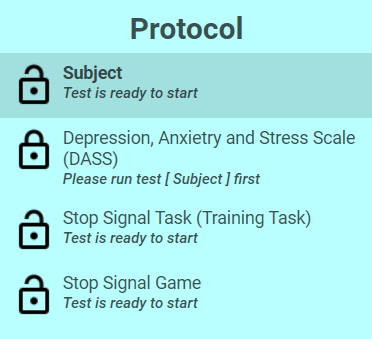 Protocol
Subject
Test is ready to start
Depression, Anxietry and Stress Scale
(DASS)
Please run test [ Subject ] first
Stop Signal Task (Training Task)
Test is ready to start
Stop Signal Game
Test is ready to start